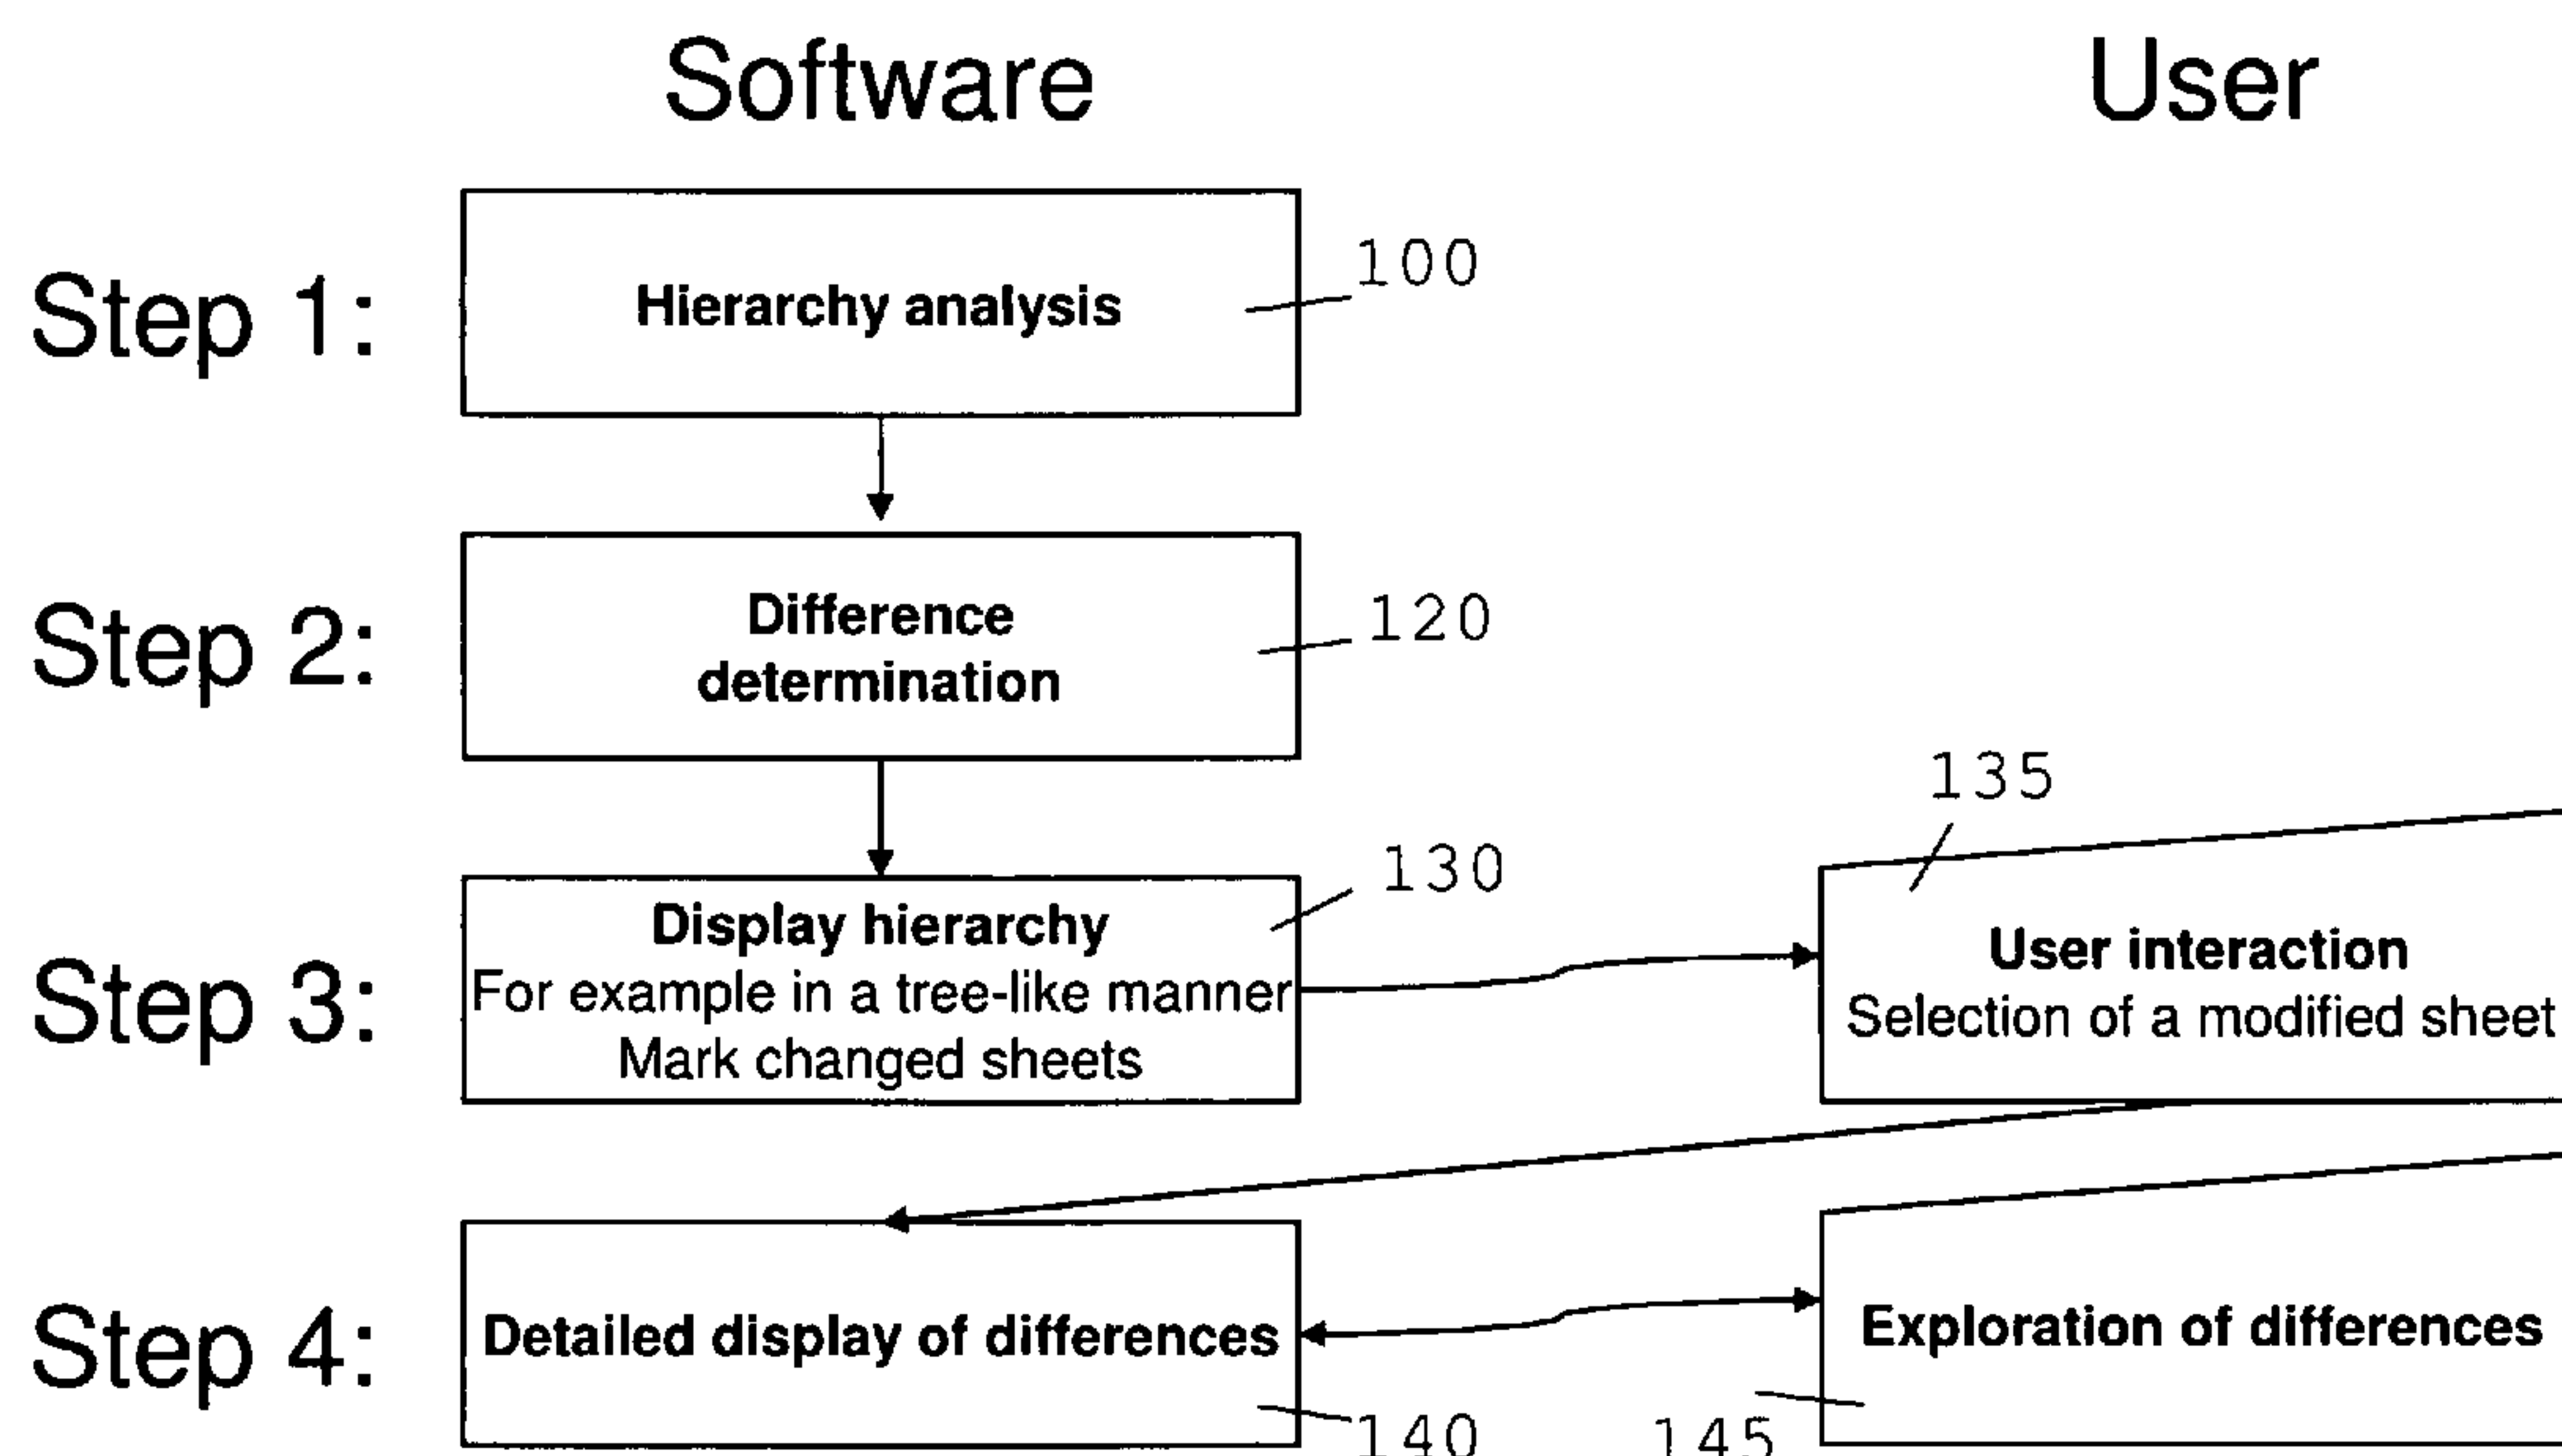 Software
User
Step 1:
Hierarchy analysis
100
Step 2:
Difference
determination
120
Step 3:
Display hierarchy
For example in a tree-like manner
Mark changed sheets
130
135
User interaction
Selection of a modified sheet
Step 4:
Detailed display of differences
140
145
Exploration of differences